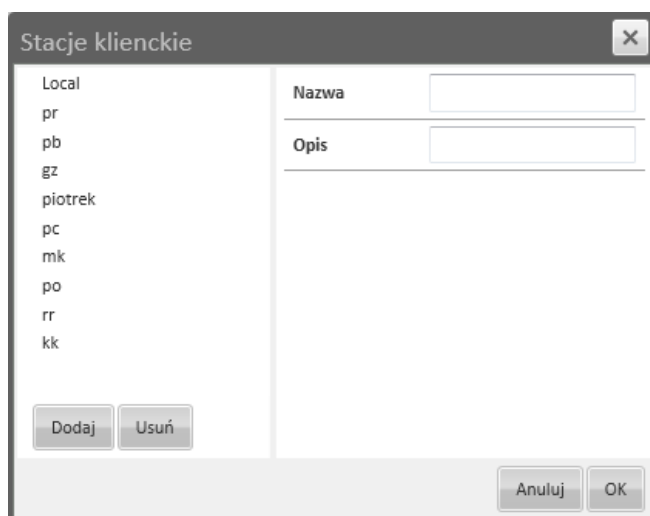 Stacje klienckie
Local
pr
pb
gz
piotrek
pc
mk
po
rr
kk
Dodaj Usuń
Nazwa
Opis
Anuluj OK